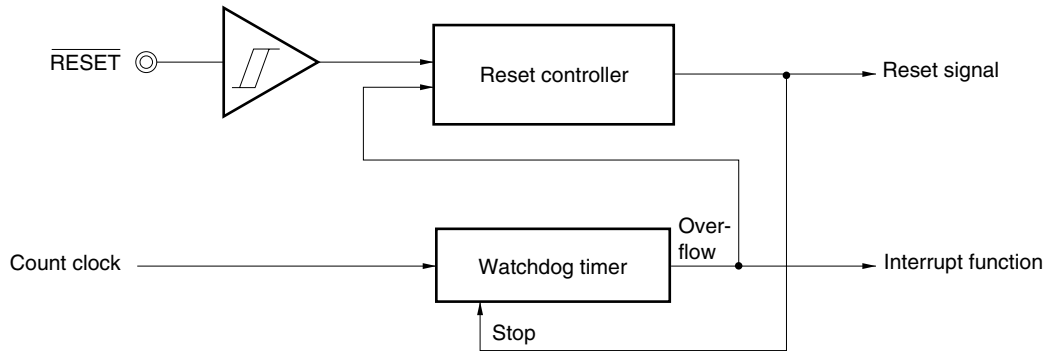 RESET
Reset controller
Reset signal
Count clock
Watchdog timer
Over-
flow
Interrupt function
Stop